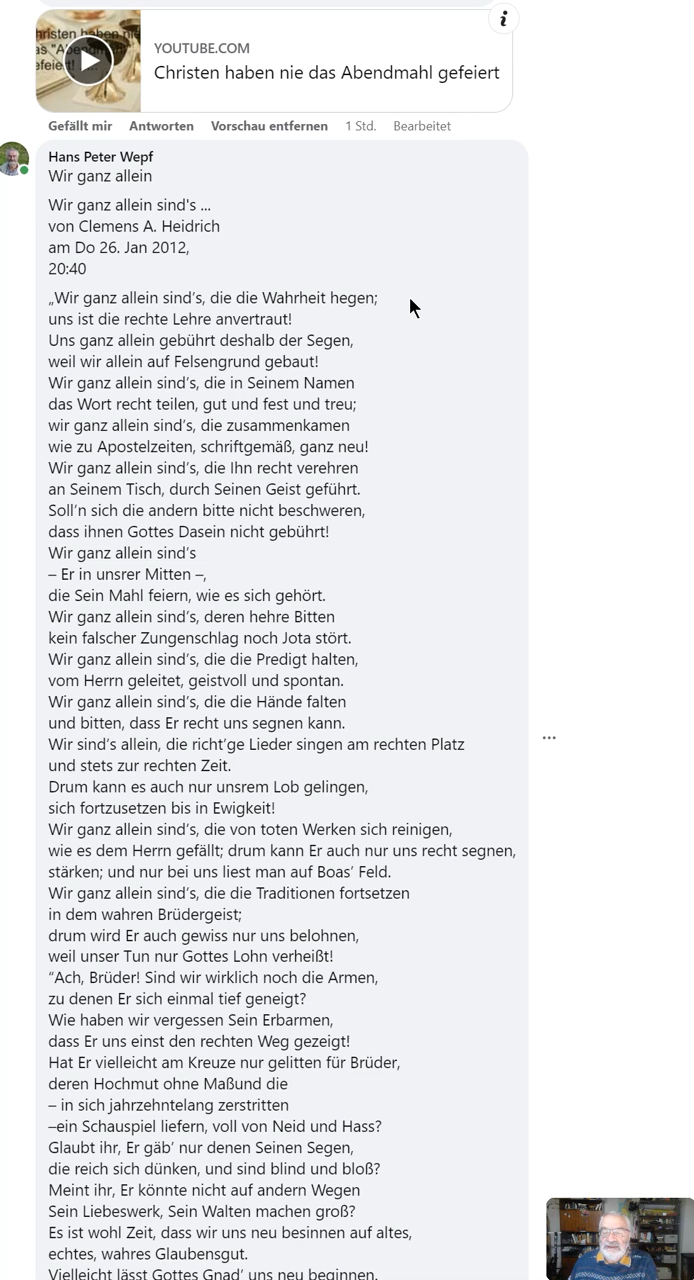 christen haben nie
as "Abendmahl
efeiert
YOUTUBE.COM
Christen haben nie das Abendmahl gefeiert
Gefällt mir Antworten Vorschau entfernen 1 Std. Bearbeitet
Hans Peter Wepf
Wir ganz allein
Wir ganz allein sind's ...
von Clemens A. Heidrich
am Do 26. Jan 2012,
20:40
„Wir ganz allein sind's, die die Wahrheit hegen;
uns ist die rechte Lehre anvertraut!
Uns ganz allein gebührt deshalb der Segen,
weil wir allein auf Felsengrund gebaut!
Wir ganz allein sind's, die in Seinem Namen
das Wort recht teilen, gut und fest und treu;
wir ganz allein sind's, die zusammenkamen
wie zu Apostelzeiten, schriftgemäß, ganz neu!
Wir ganz allein sind's, die Ihn recht verehren
an Seinem Tisch, durch Seinen Geist geführt.
Soll'n sich die andern bitte nicht beschweren,
dass ihnen Gottes Dasein nicht gebührt!
Wir ganz allein sind's
– Er in unsrer Mitten –,
die Sein Mahl feiern, wie es sich gehört.
Wir ganz allein sind's, deren hehre Bitten
kein falscher Zungenschlag noch Jota stört.
Wir ganz allein sind's, die die Predigt halten,
vom Herrn geleitet, geistvoll und spontan.
Wir ganz allein sind's, die die Hände falten
und bitten, dass Er recht uns segnen kann.
Wir sind's allein, die richt'ge Lieder singen am rechten Platz
und stets zur rechten Zeit.
Drum kann es auch nur unsrem Lob gelingen,
sich fortzusetzen bis in Ewigkeit!
Wir ganz allein sind's, die von toten Werken sich reinigen,
wie es dem Herrn gefällt; drum kann Er auch nur uns recht segnen,
stärken; und nur bei uns liest man auf Boas' Feld.
Wir ganz allein sind's, die die Traditionen fortsetzen
in dem wahren Brüdergeist;
drum wird Er auch gewiss nur uns belohnen,
weil unser Tun nur Gottes Lohn verheißt!
"Ach, Brüder! Sind wir wirklich noch die Armen,
zu denen Er sich einmal tief geneigt?
Wie haben wir vergessen Sein Erbarmen,
dass Er uns einst den rechten Weg gezeigt!
Hat Er vielleicht am Kreuze nur gelitten für Brüder,
deren Hochmut ohne Maßund die
– in sich jahrzehntelang zerstritten
–ein Schauspiel liefern, voll von Neid und Hass?
Glaubt ihr, Er gäb' nur denen Seinen Segen,
die reich sich dünken, und sind blind und bloß?
Meint ihr, Er könnte nicht auf andern Wegen
Sein Liebeswerk, Sein Walten machen groß?
Es ist wohl Zeit, dass wir uns neu besinnen auf altes,
echtes, wahres Glaubensgut.
Vielleicht lässt Gottes Gnad' uns neu beginnen,